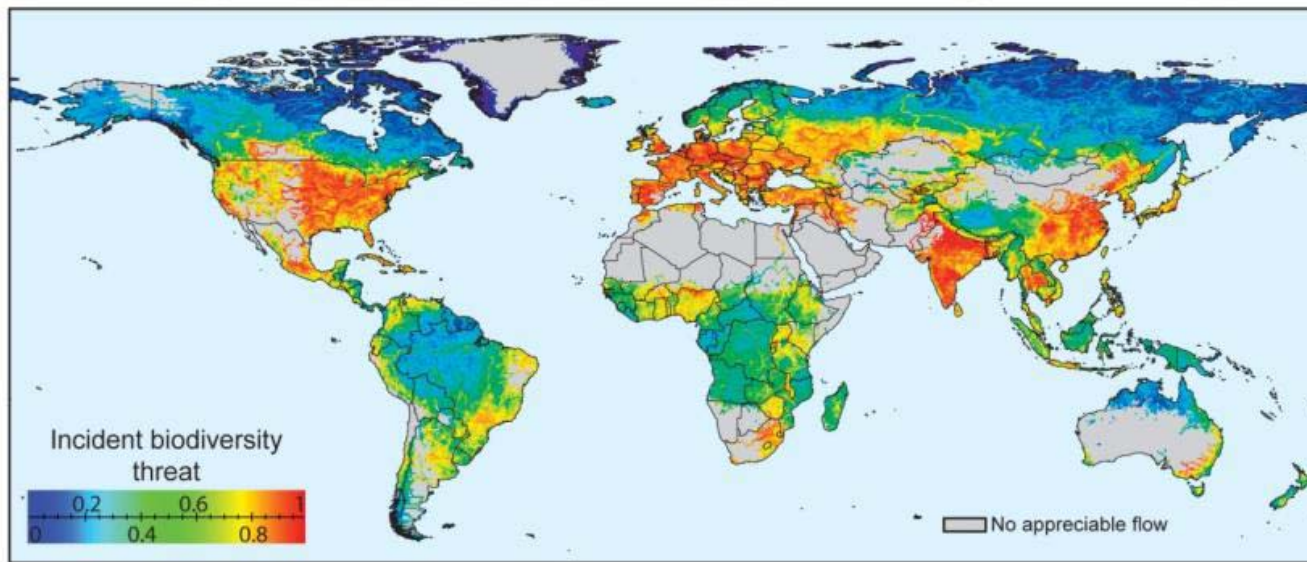 Incident biodiversity
threat
0.2 0.6 1
0 0.4 0.8
No appreciable flow